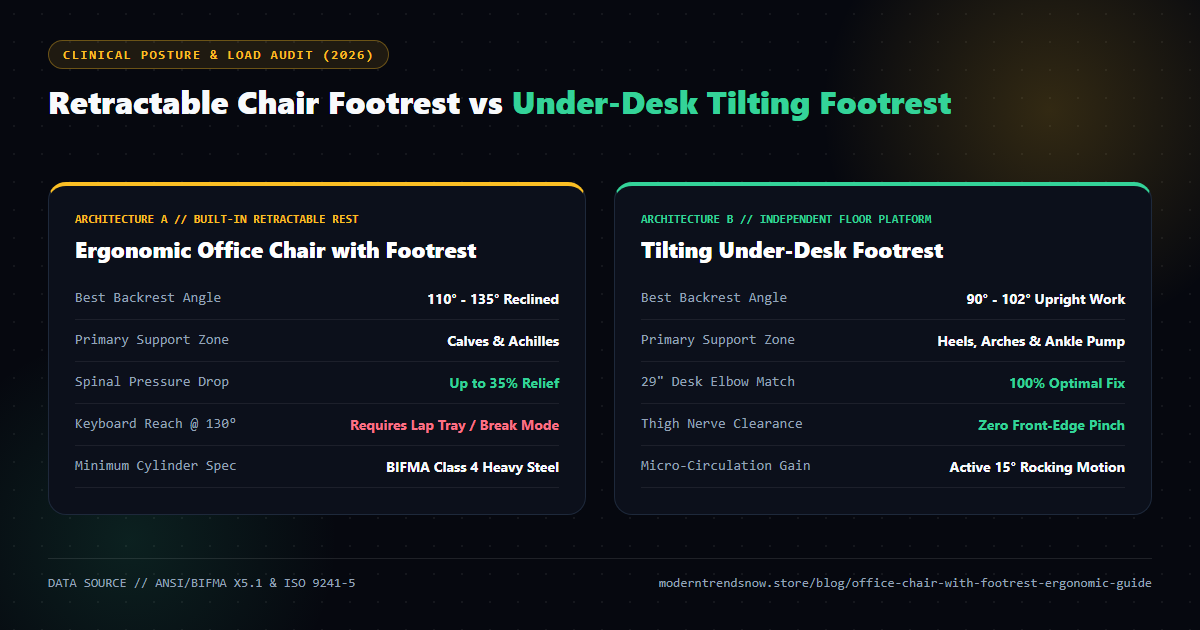 CLINICAL POSTURE & LOAD AUDIT (2026)
Retractable Chair Footrest vs Under-Desk Tilting Footrest
ARCHITECTURE A // BUILT-IN RETRACTABLE REST
Ergonomic Office Chair with Footrest
Best Backrest Angle 110° - 135° Reclined
Primary Support Zone Calves & Achilles
Spinal Pressure Drop Up to 35% Relief
Keyboard Reach @ 130° Requires Lap Tray / Break Mode
Minimum Cylinder Spec BIFMA Class 4 Heavy Steel
ARCHITECTURE B // INDEPENDENT FLOOR PLATFORM
Tilting Under-Desk Footrest
Best Backrest Angle 90° - 102° Upright Work
Primary Support Zone Heels, Arches & Ankle Pump
29" Desk Elbow Match 100% Optimal Fix
Thigh Nerve Clearance Zero Front-Edge Pinch
Micro-Circulation Gain Active 15° Rocking Motion
DATA SOURCE // ANSI/BIFMA X5.1 & ISO 9241-5
moderntrendsnow.store/blog/office-chair-with-footrest-ergonomic-guide